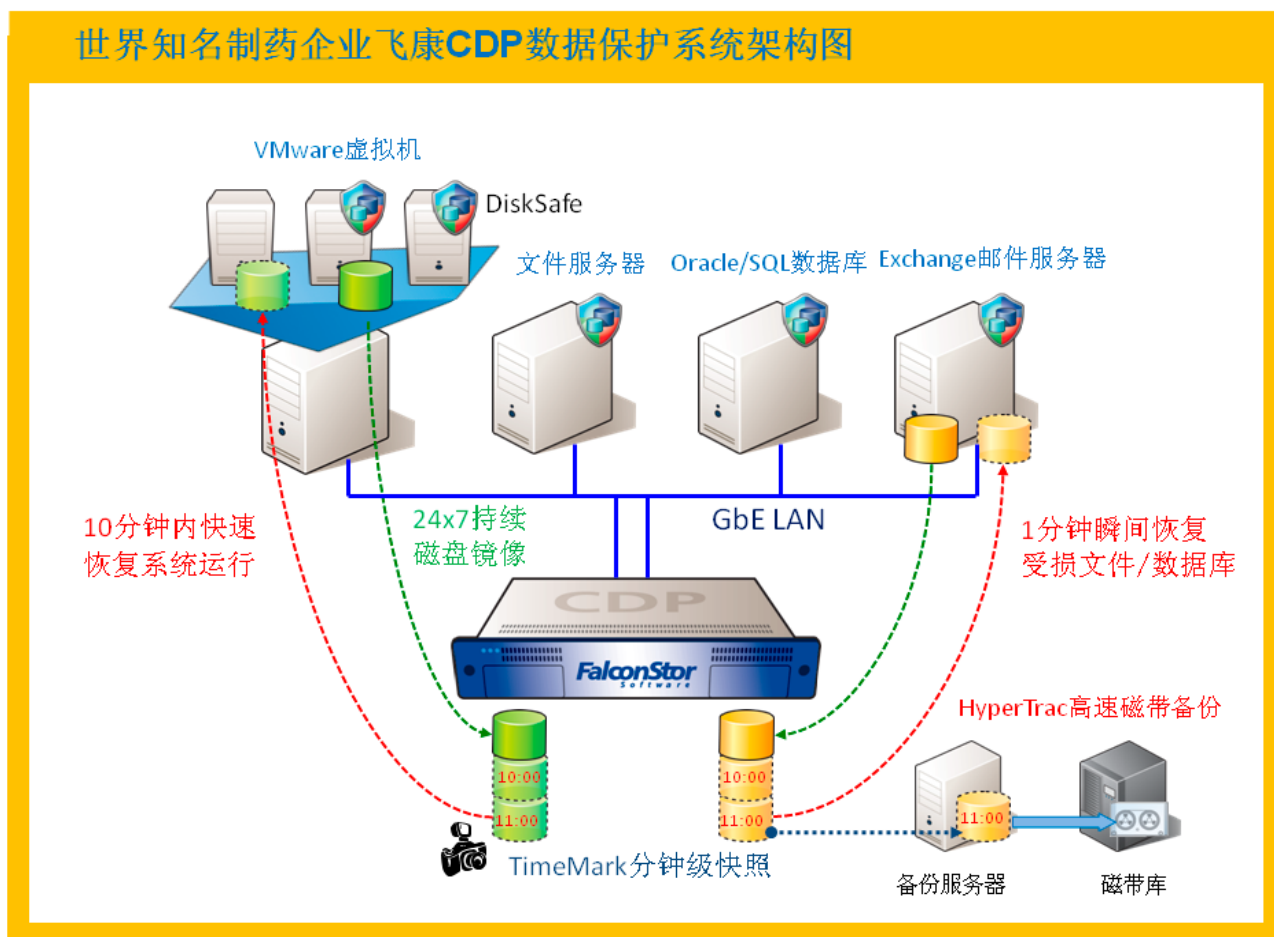 世界知名制药企业飞康CDP数据保护系统架构图
VMware虚拟机
DiskSafe
文件服务器
Oracle/SQL数据库
Exchange邮件服务器
10分钟内快速
恢复系统运行
24x7持续
磁盘镜像
GbE LAN
1分钟瞬间恢复
受损文件/数据库
CDP
FalconStor
Software
HyperTrac高速磁带备份
10:00
10:00
11:00
11:00
11:00
TimeMark分钟级快照
备份服务器
磁带库